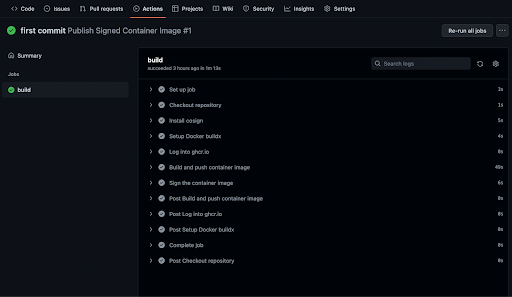 Code Issues Pull requests Actions Projects Wiki Security Insights Settings
first commit Publish Signed Container Image #1
Re-run all jobs
Summary
Jobs
build
build
succeeded 3 hours ago in 1m 13s
Search logs
Set up job 3s
Checkout repository 1s
Install cosign 5s
Setup Docker buildx 4s
Log into ghcr.io 0s
Build and push container image 49s
Sign the container image 6s
Post Build and push container image 0s
Post Log into ghcr.io 0s
Post Setup Docker buildx 0s
Complete job 0s
Post Checkout repository 0s